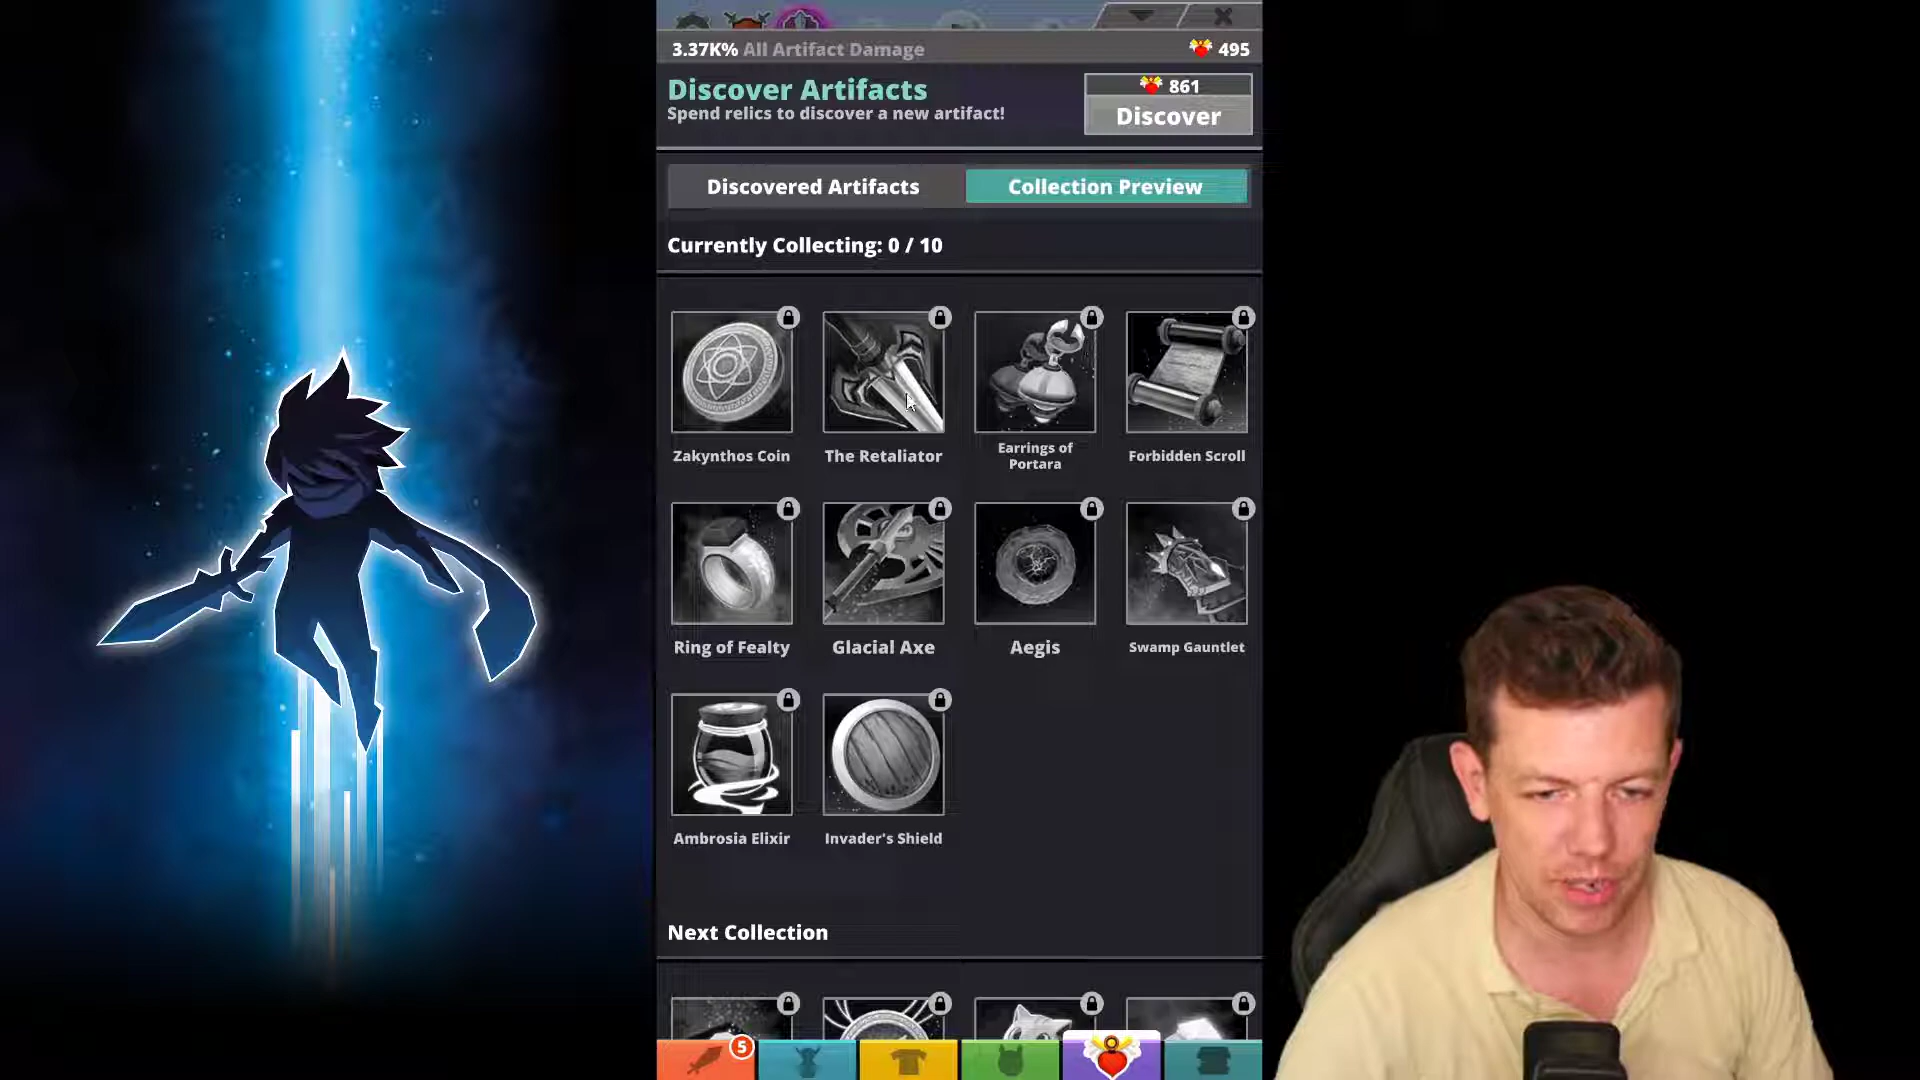 3.37K% All Artifact Damage
495
Discover Artifacts
Spend relics to discover a new artifact!
861
Discover
Discovered Artifacts
Collection Preview
Currently Collecting: 0 / 10
Zakynthos Coin
The Retaliator
Earrings of
Portara
Forbidden Scroll
Ring of Fealty
Glacial Axe
Aegis
Swamp Gauntlet
Ambrosia Elixir
Invader's Shield
Next Collection
5